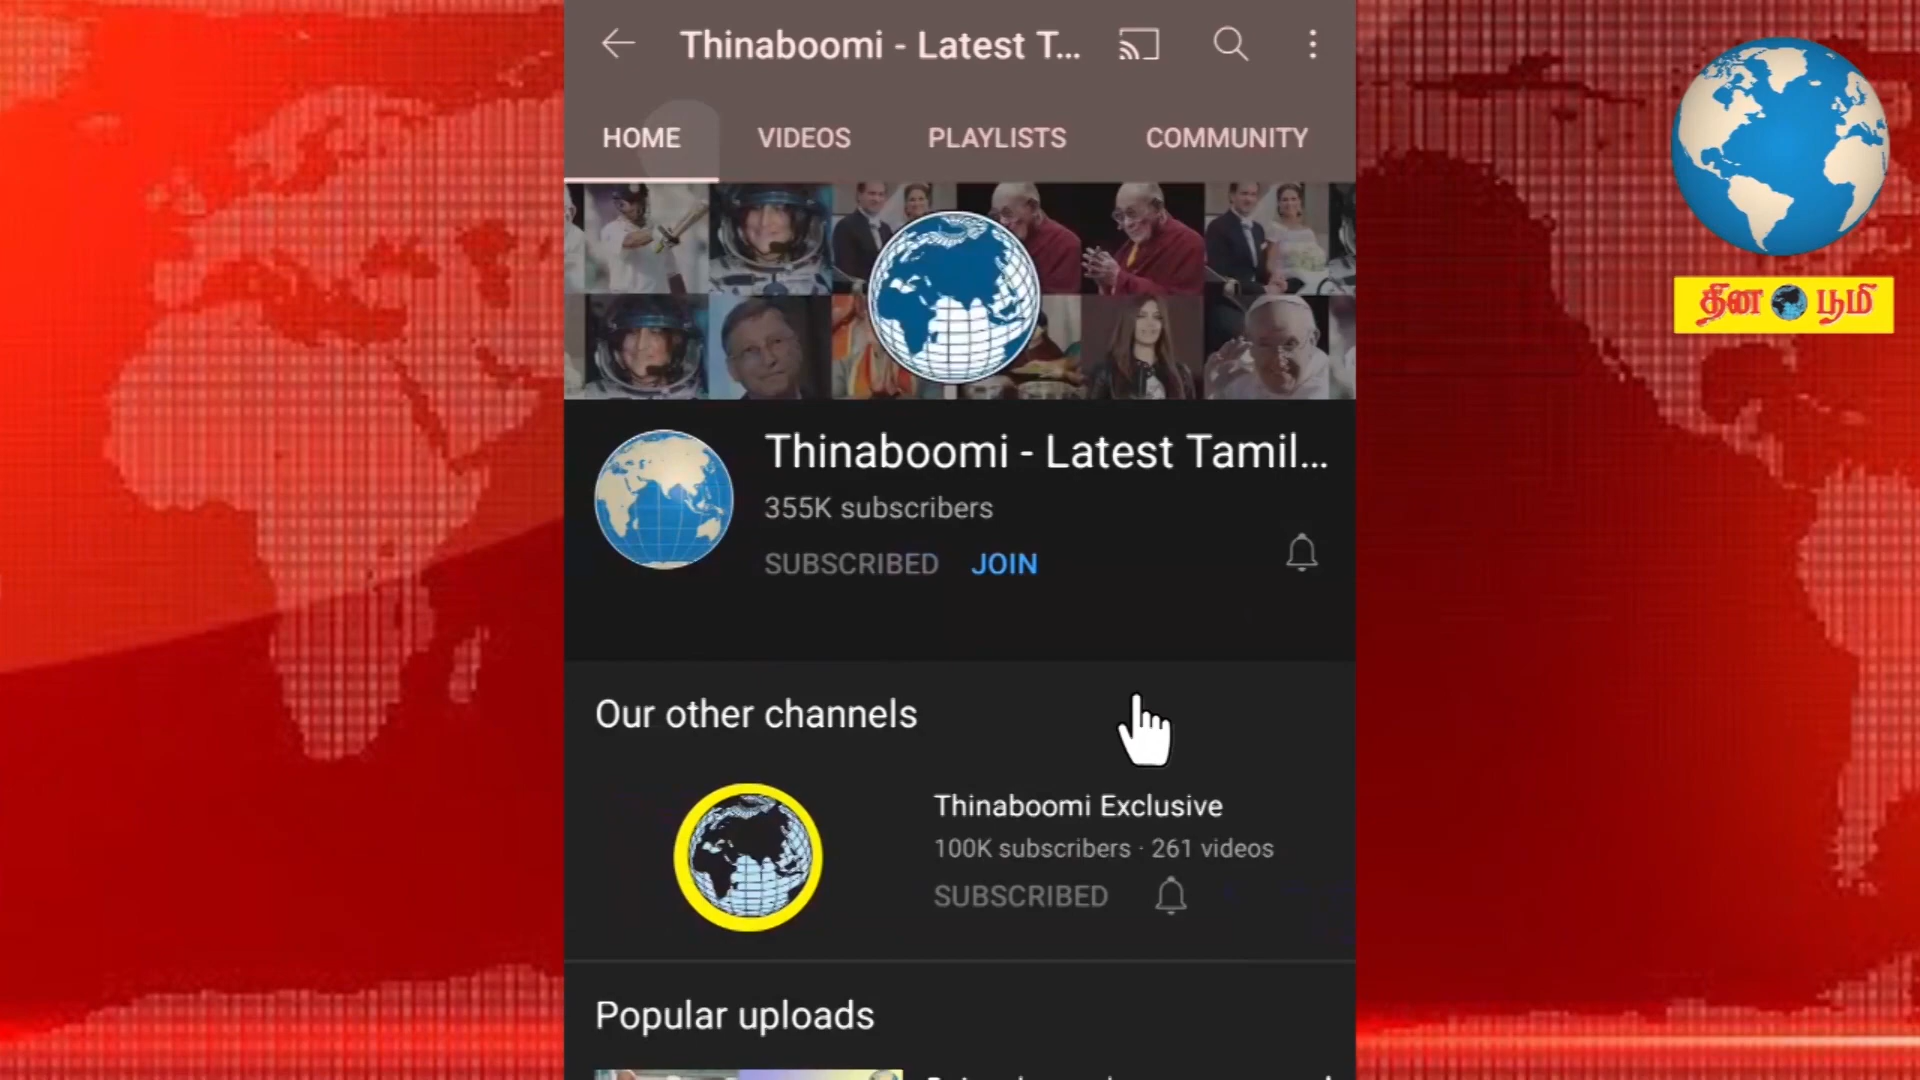 Thinaboomi - Latest T...
HOME VIDEOS PLAYLISTS COMMUNITY
தின பூமி
Thinaboomi - Latest Tamil...
355K subscribers
SUBSCRIBED JOIN
Our other channels
Thinaboomi Exclusive
100K subscribers · 261 videos
SUBSCRIBED
Popular uploads